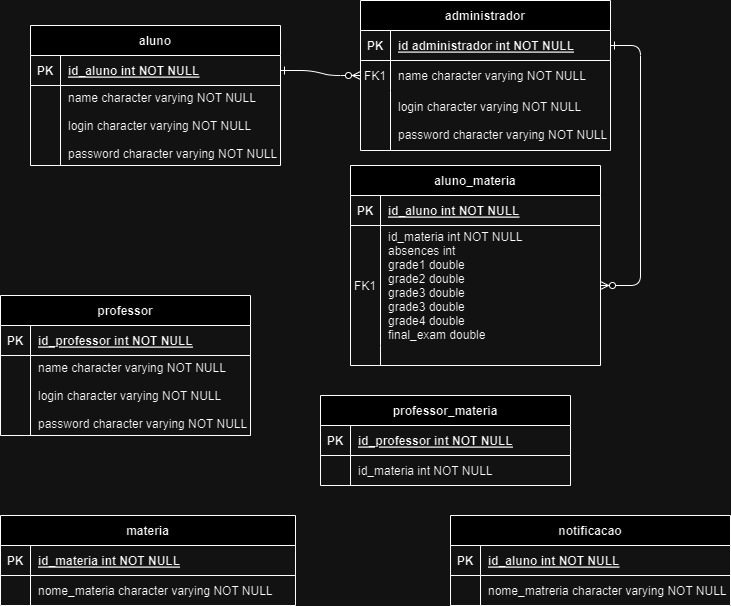 aluno
PK id_aluno int NOT NULL
name character varying NOT NULL
login character varying NOT NULL
password character varying NOT NULL
administrador
PK id administrador int NOT NULL
FK1 name character varying NOT NULL
login character varying NOT NULL
password character varying NOT NULL
aluno_materia
PK id_aluno int NOT NULL
id_materia int NOT NULL
absences int
grade1 double
grade2 double
FK1 grade3 double
grade3 double
grade4 double
final_exam double
professor
PK id_professor int NOT NULL
name character varying NOT NULL
login character varying NOT NULL
password character varying NOT NULL
professor_materia
PK id_professor int NOT NULL
id_materia int NOT NULL
materia
PK id_materia int NOT NULL
nome_materia character varying NOT NULL
notificacao
PK id_aluno int NOT NULL
nome_matreria character varying NOT NULL